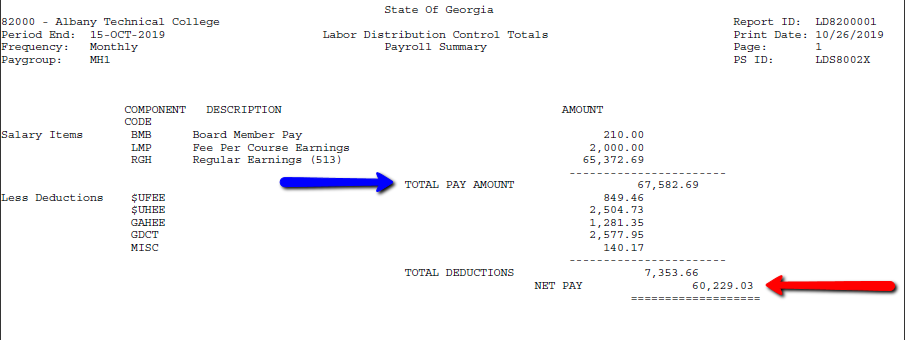 State Of Georgia
82000 - Albany Technical College Report ID: LD8200001
Period End: 15-OCT-2019 Labor Distribution Control Totals Print Date: 10/26/2019
Frequency: Monthly Payroll Summary Page: 1
Paygroup: MH1 PS ID: LDS8002X
COMPONENT DESCRIPTION AMOUNT
CODE
Salary Items BMB Board Member Pay 210.00
LMP Fee Per Course Earnings 2,000.00
RGH Regular Earnings (513) 65,372.69
------------------------
TOTAL PAY AMOUNT 67,582.69
Less Deductions $UFEE 849.46
$UHEE 2,504.73
GAHEE 1,281.35
GDCT 2,577.95
MISC 140.17
------------------------
TOTAL DEDUCTIONS 7,353.66
NET PAY 60,229.03
===================